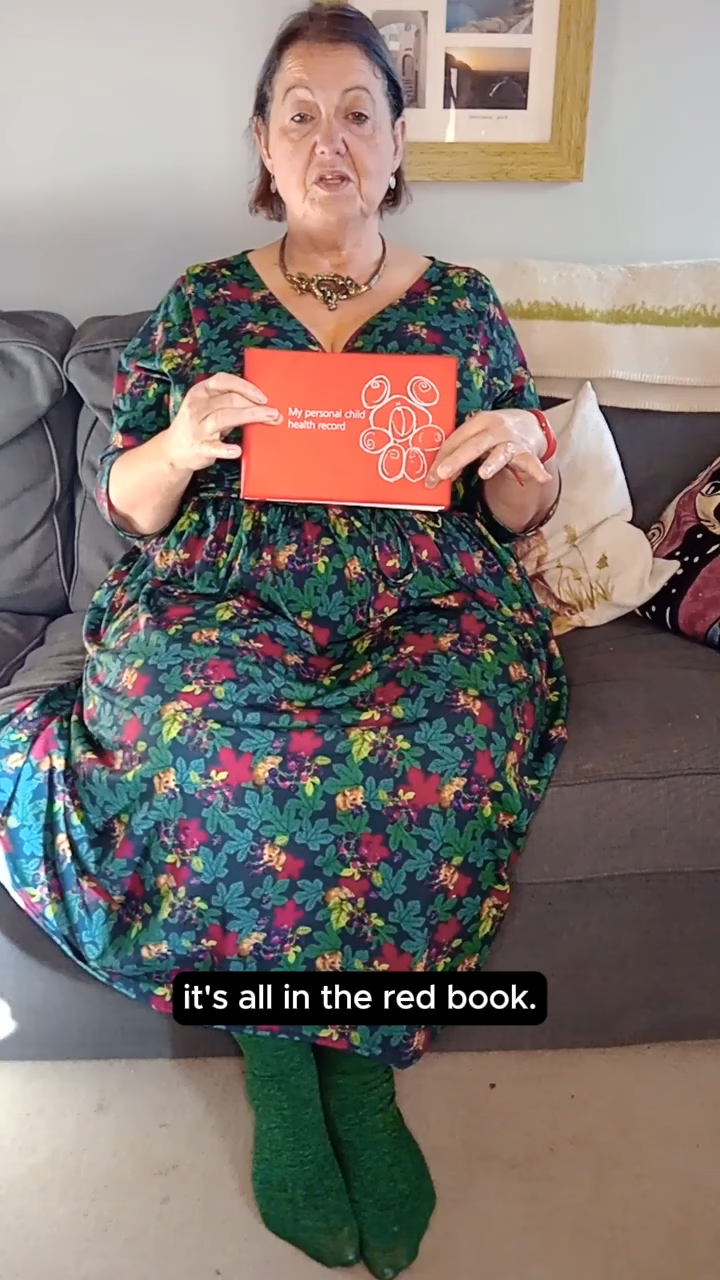 My personal child
health record
it's all in the red book.